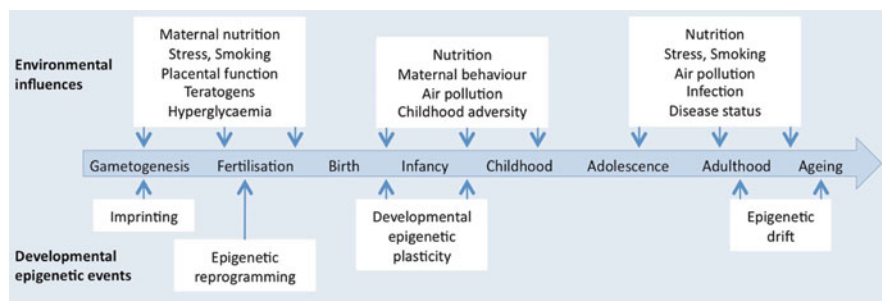 Environmental
influences
Maternal nutrition
Stress, Smoking
Placental function
Teratogens
Hyperglycaemia
Nutrition
Maternal behaviour
Air pollution
Childhood adversity
Nutrition
Stress, Smoking
Air pollution
Infection
Disease status
Gametogenesis Fertilisation Birth Infancy Childhood Adolescence Adulthood Ageing
Developmental
epigenetic events
Imprinting
Epigenetic
reprogramming
Developmental
epigenetic
plasticity
Epigenetic
drift